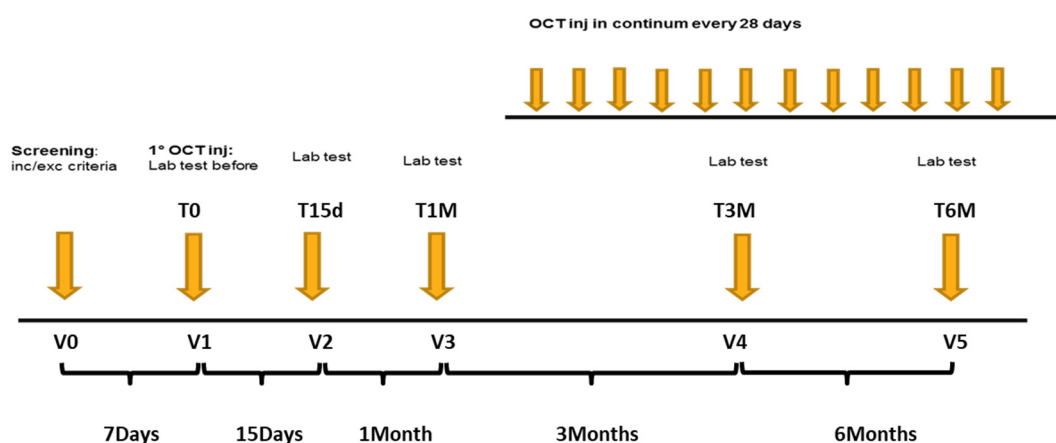 OCT inj in continum every 28 days
Screening:
inc/exc criteria
1° OCT inj:
Lab test before
Lab test
Lab test
Lab test
Lab test
T0
T15d
T1M
T3M
T6M
V0
V1
V2
V3
V4
V5
7Days
15Days
1Month
3Months
6Months